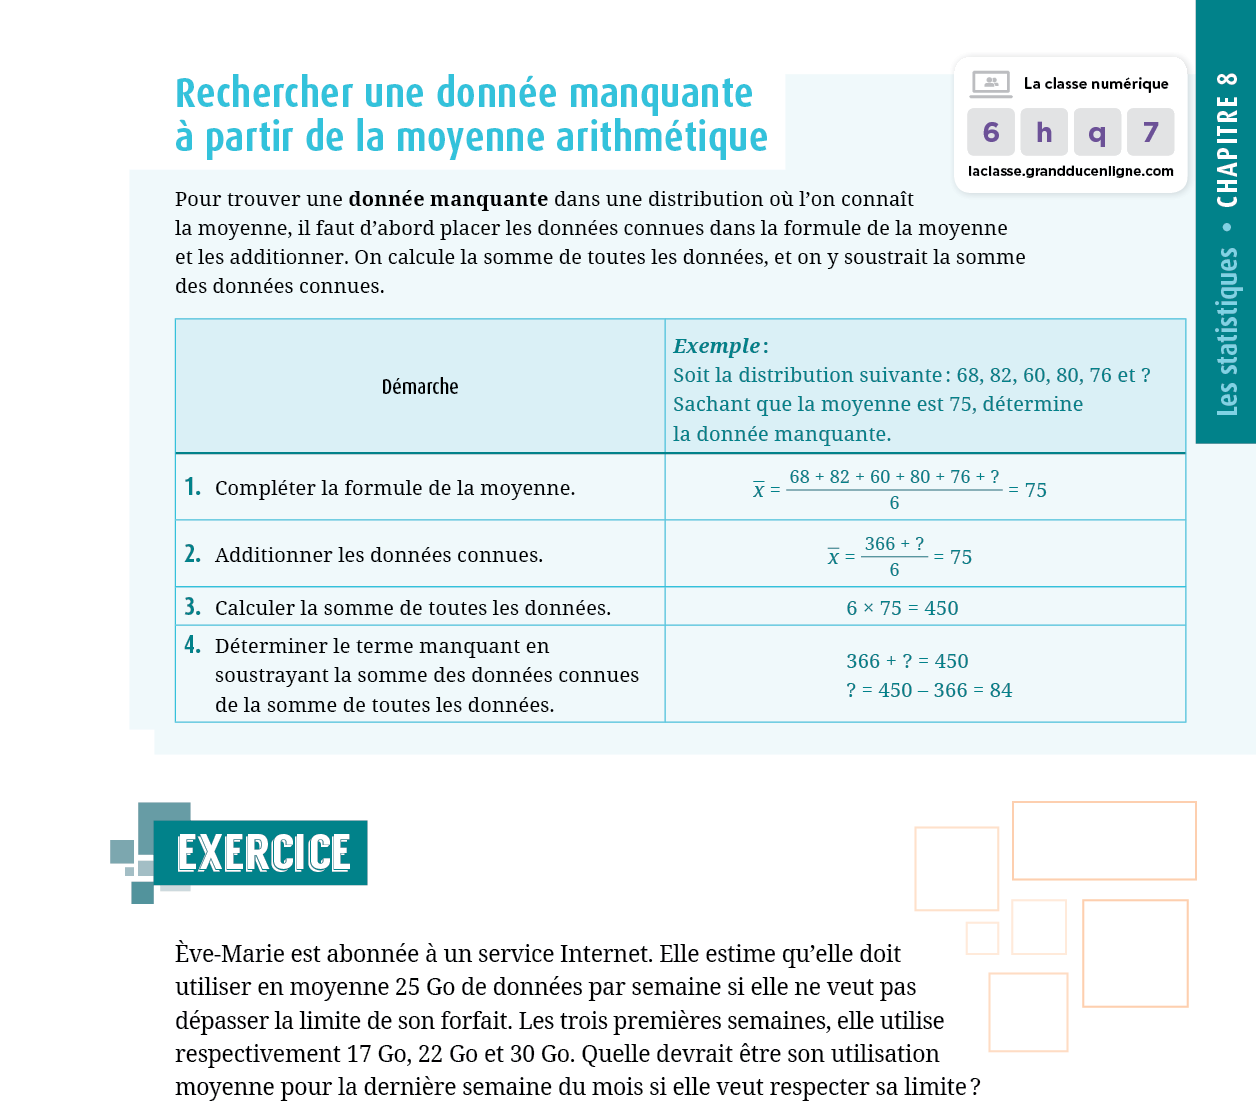 Rechercher une donnée manquante
à partir de la moyenne arithmétique
La classe numérique
6 h q 7
laclasse.grandducenligne.com
Les statistiques • CHAPITRE 8
Pour trouver une donnée manquante dans une distribution où l’on connaît
la moyenne, il faut d’abord placer les données connues dans la formule de la moyenne
et les additionner. On calcule la somme de toutes les données, et on y soustrait la somme
des données connues.
Démarche
Exemple :
Soit la distribution suivante : 68, 82, 60, 80, 76 et ?
Sachant que la moyenne est 75, détermine
la donnée manquante.
1. Compléter la formule de la moyenne.
x̅ = (68 + 82 + 60 + 80 + 76 + ?)/6 = 75
2. Additionner les données connues.
x̅ = (366 + ?)/6 = 75
3. Calculer la somme de toutes les données.
6 × 75 = 450
4. Déterminer le terme manquant en
soustrayant la somme des données connues
de la somme de toutes les données.
366 + ? = 450
? = 450 – 366 = 84
EXERCICE
Ève-Marie est abonnée à un service Internet. Elle estime qu’elle doit
utiliser en moyenne 25 Go de données par semaine si elle ne veut pas
dépasser la limite de son forfait. Les trois premières semaines, elle utilise
respectivement 17 Go, 22 Go et 30 Go. Quelle devrait être son utilisation
moyenne pour la dernière semaine du mois si elle veut respecter sa limite ?